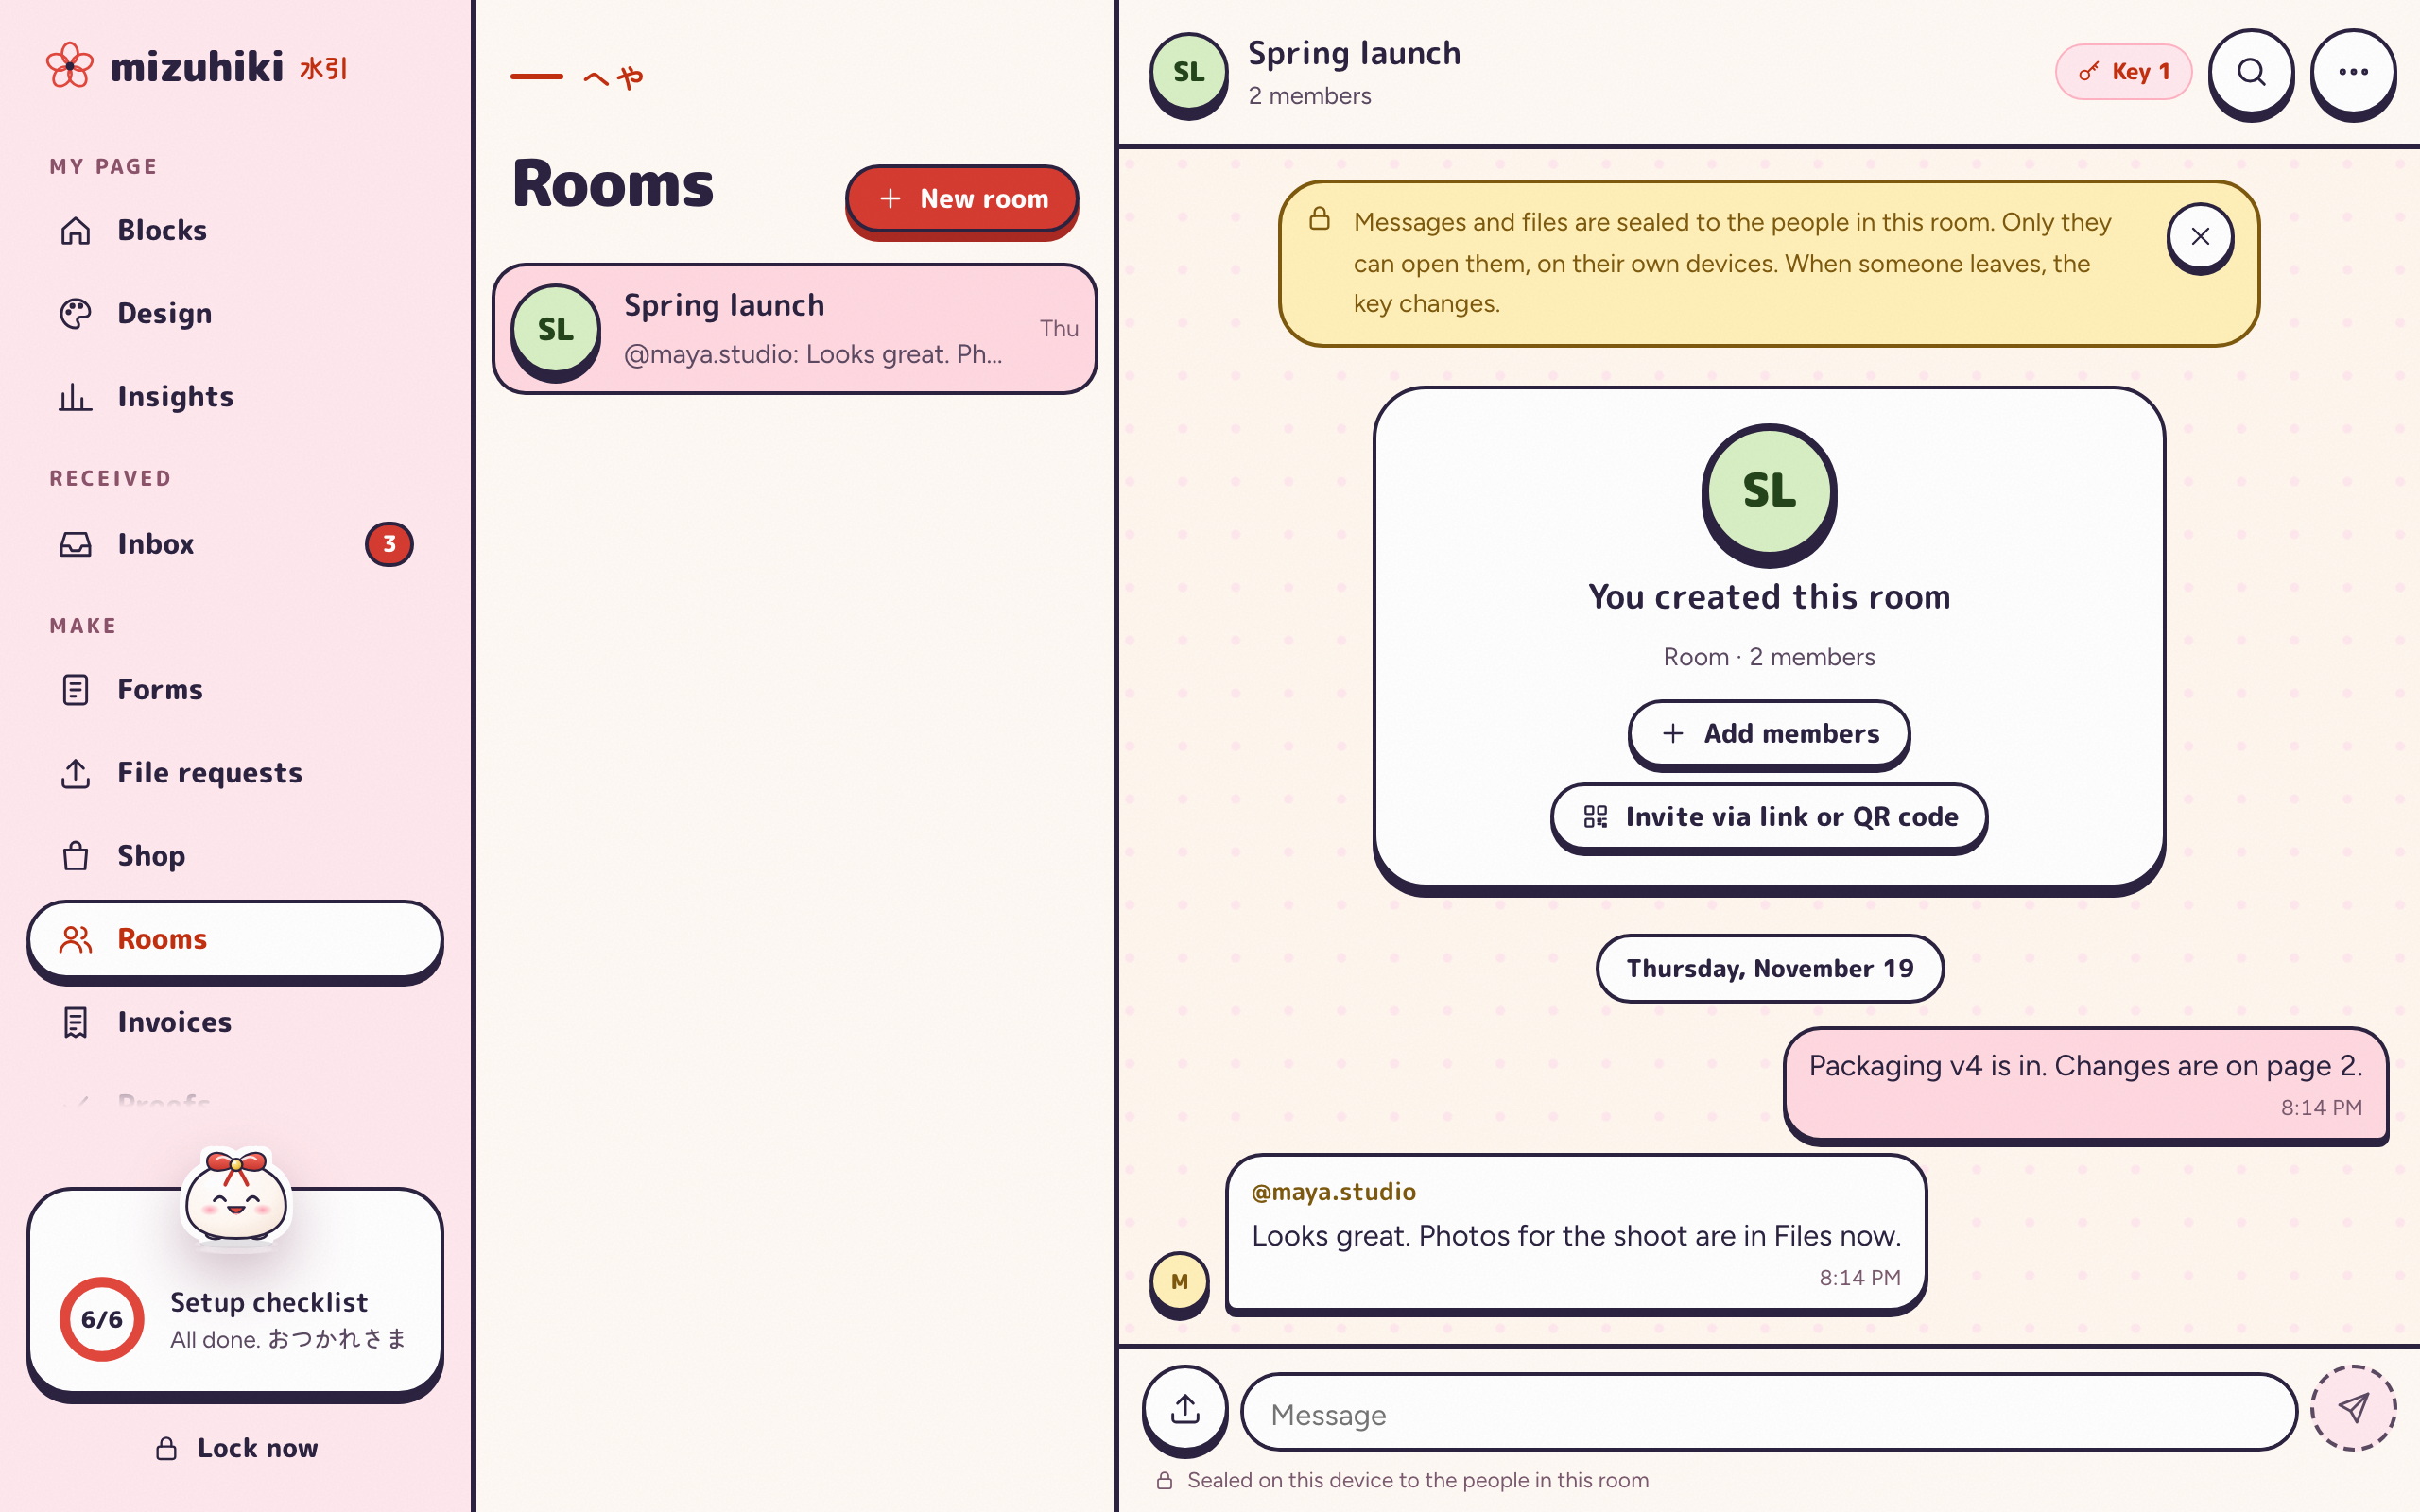 mizuhiki 水引
MY PAGE
Blocks
Design
Insights
RECEIVED
Inbox 3
MAKE
Forms
File requests
Shop
Rooms
Invoices
Proofs
6/6
Setup checklist
All done. おつかれさま
Lock now
へや
Rooms
New room
SL
Spring launch
Thu
@maya.studio: Looks great. Ph...
SL
Spring launch
2 members
Key 1
Messages and files are sealed to the people in this room. Only they
can open them, on their own devices. When someone leaves, the
key changes.
SL
You created this room
Room · 2 members
Add members
Invite via link or QR code
Thursday, November 19
Packaging v4 is in. Changes are on page 2.
8:14 PM
@maya.studio
Looks great. Photos for the shoot are in Files now.
8:14 PM
M
Message
Sealed on this device to the people in this room